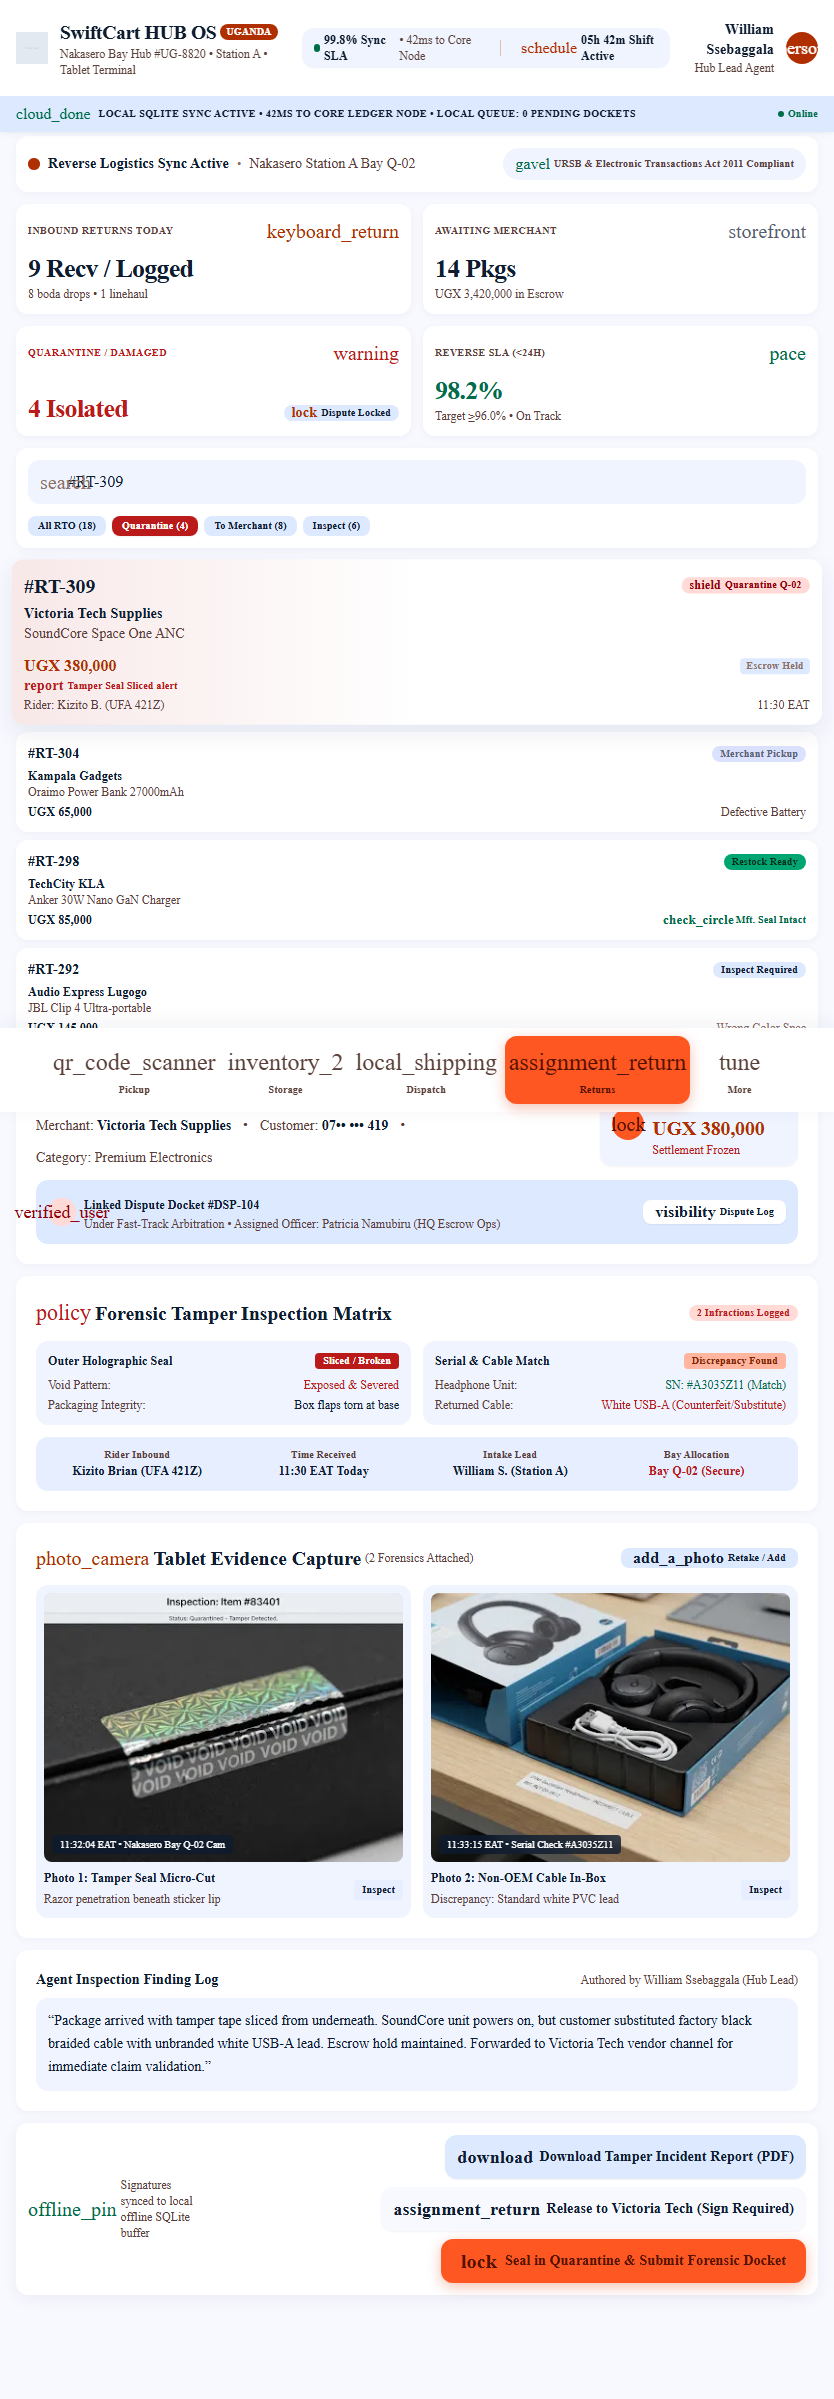 SwiftCart HUB OS UGANDA
Nakasero Bay Hub #UG-8820 • Station A •
Tablet Terminal
99.8% Sync
SLA
• 42ms to Core
Node
schedule
05h 42m Shift
Active
William
Ssebaggala
Hub Lead Agent
cloud_done LOCAL SQLITE SYNC ACTIVE • 42MS TO CORE LEDGER NODE • LOCAL QUEUE: 0 PENDING DOCKETS
Online
Reverse Logistics Sync Active • Nakasero Station A Bay Q-02
gavel URSB & Electronic Transactions Act 2011 Compliant
INBOUND RETURNS TODAY
keyboard_return
9 Recv / Logged
8 boda drops • 1 linehaul
AWAITING MERCHANT
storefront
14 Pkgs
UGX 3,420,000 in Escrow
QUARANTINE / DAMAGED
warning
4 Isolated
lock Dispute Locked
REVERSE SLA (<24H)
pace
98.2%
Target ≥96.0% • On Track
search
#RT-309
All RTO (18)
Quarantine (4)
To Merchant (8)
Inspect (6)
#RT-309
shield Quarantine Q-02
Victoria Tech Supplies
SoundCore Space One ANC
UGX 380,000
Escrow Held
report Tamper Seal Sliced alert
Rider: Kizito B. (UFA 421Z)
11:30 EAT
#RT-304
Merchant Pickup
Kampala Gadgets
Oraimo Power Bank 27000mAh
UGX 65,000
Defective Battery
#RT-298
Restock Ready
TechCity KLA
Anker 30W Nano GaN Charger
UGX 85,000
check_circle Mft. Seal Intact
#RT-292
Inspect Required
Audio Express Lugogo
JBL Clip 4 Ultra-portable
UGX 145,000
Wrong Color Spec
qr_code_scanner
Pickup
inventory_2
Storage
local_shipping
Dispatch
assignment_return
Returns
tune
More
Merchant: Victoria Tech Supplies • Customer: 07•• ••• 419 •
Category: Premium Electronics
lock
UGX 380,000
Settlement Frozen
verified_user
Linked Dispute Docket #DSP-104
Under Fast-Track Arbitration • Assigned Officer: Patricia Namubiru (HQ Escrow Ops)
visibility Dispute Log
policy Forensic Tamper Inspection Matrix
2 Infractions Logged
Outer Holographic Seal
Sliced / Broken
Void Pattern:
Exposed & Severed
Packaging Integrity:
Box flaps torn at base
Serial & Cable Match
Discrepancy Found
Headphone Unit:
SN: #A3035Z11 (Match)
Returned Cable:
White USB-A (Counterfeit/Substitute)
Rider Inbound
Kizito Brian (UFA 421Z)
Time Received
11:30 EAT Today
Intake Lead
William S. (Station A)
Bay Allocation
Bay Q-02 (Secure)
photo_camera Tablet Evidence Capture (2 Forensics Attached)
add_a_photo Retake / Add
Inspection: Item #83401
Status: Quarantined - Tamper Detected.
VOID VOID VOID VOID VOID
VOID VOID VOID VOID VOID
11:32:04 EAT • Nakasero Bay Q-02 Cam
Photo 1: Tamper Seal Micro-Cut
Razor penetration beneath sticker lip
Inspect
11:33:15 EAT • Serial Check #A3035Z11
Photo 2: Non-OEM Cable In-Box
Discrepancy: Standard white PVC lead
Inspect
Agent Inspection Finding Log
Authored by William Ssebaggala (Hub Lead)
“Package arrived with tamper tape sliced from underneath. SoundCore unit powers on, but customer substituted factory black
braided cable with unbranded white USB-A lead. Escrow hold maintained. Forwarded to Victoria Tech vendor channel for
immediate claim validation.”
offline_pin
Signatures
synced to local
offline SQLite
buffer
download Download Tamper Incident Report (PDF)
assignment_return Release to Victoria Tech (Sign Required)
lock Seal in Quarantine & Submit Forensic Docket